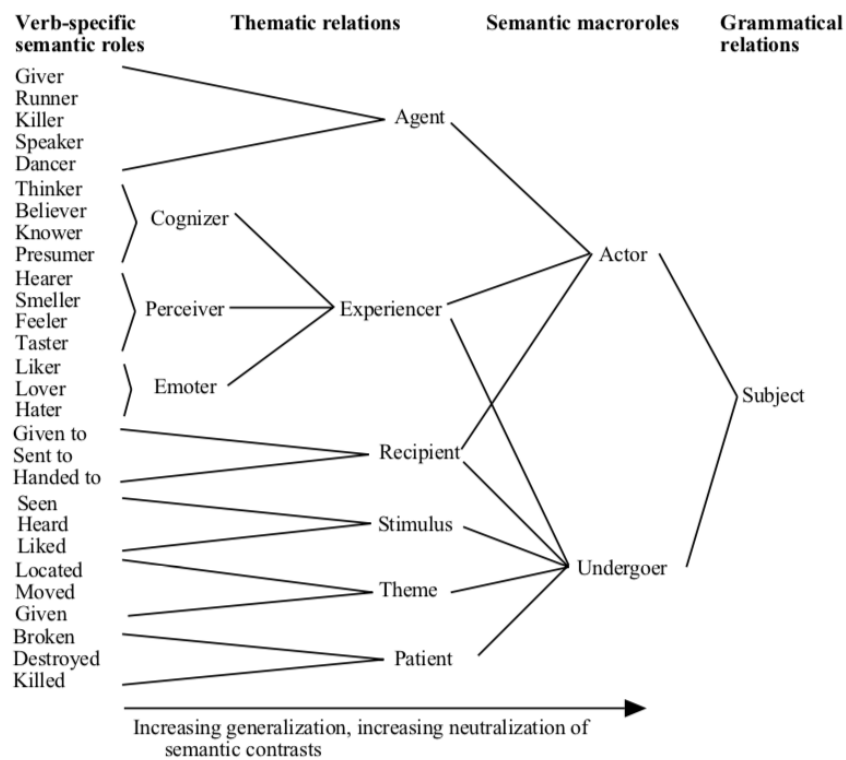 Verb-specific
semantic roles
Thematic relations
Semantic macroroles
Grammatical
relations
Giver
Runner
Killer
Speaker
Dancer
Agent
Thinker
Believer
Knower
Presumer
Cognizer
Actor
Hearer
Smeller
Feeler
Taster
Perceiver
Experiencer
Liker
Lover
Hater
Emoter
Subject
Given to
Sent to
Handed to
Recipient
Seen
Heard
Liked
Stimulus
Located
Moved
Given
Theme
Undergoer
Broken
Destroyed
Killed
Patient
Increasing generalization, increasing neutralization of
semantic contrasts